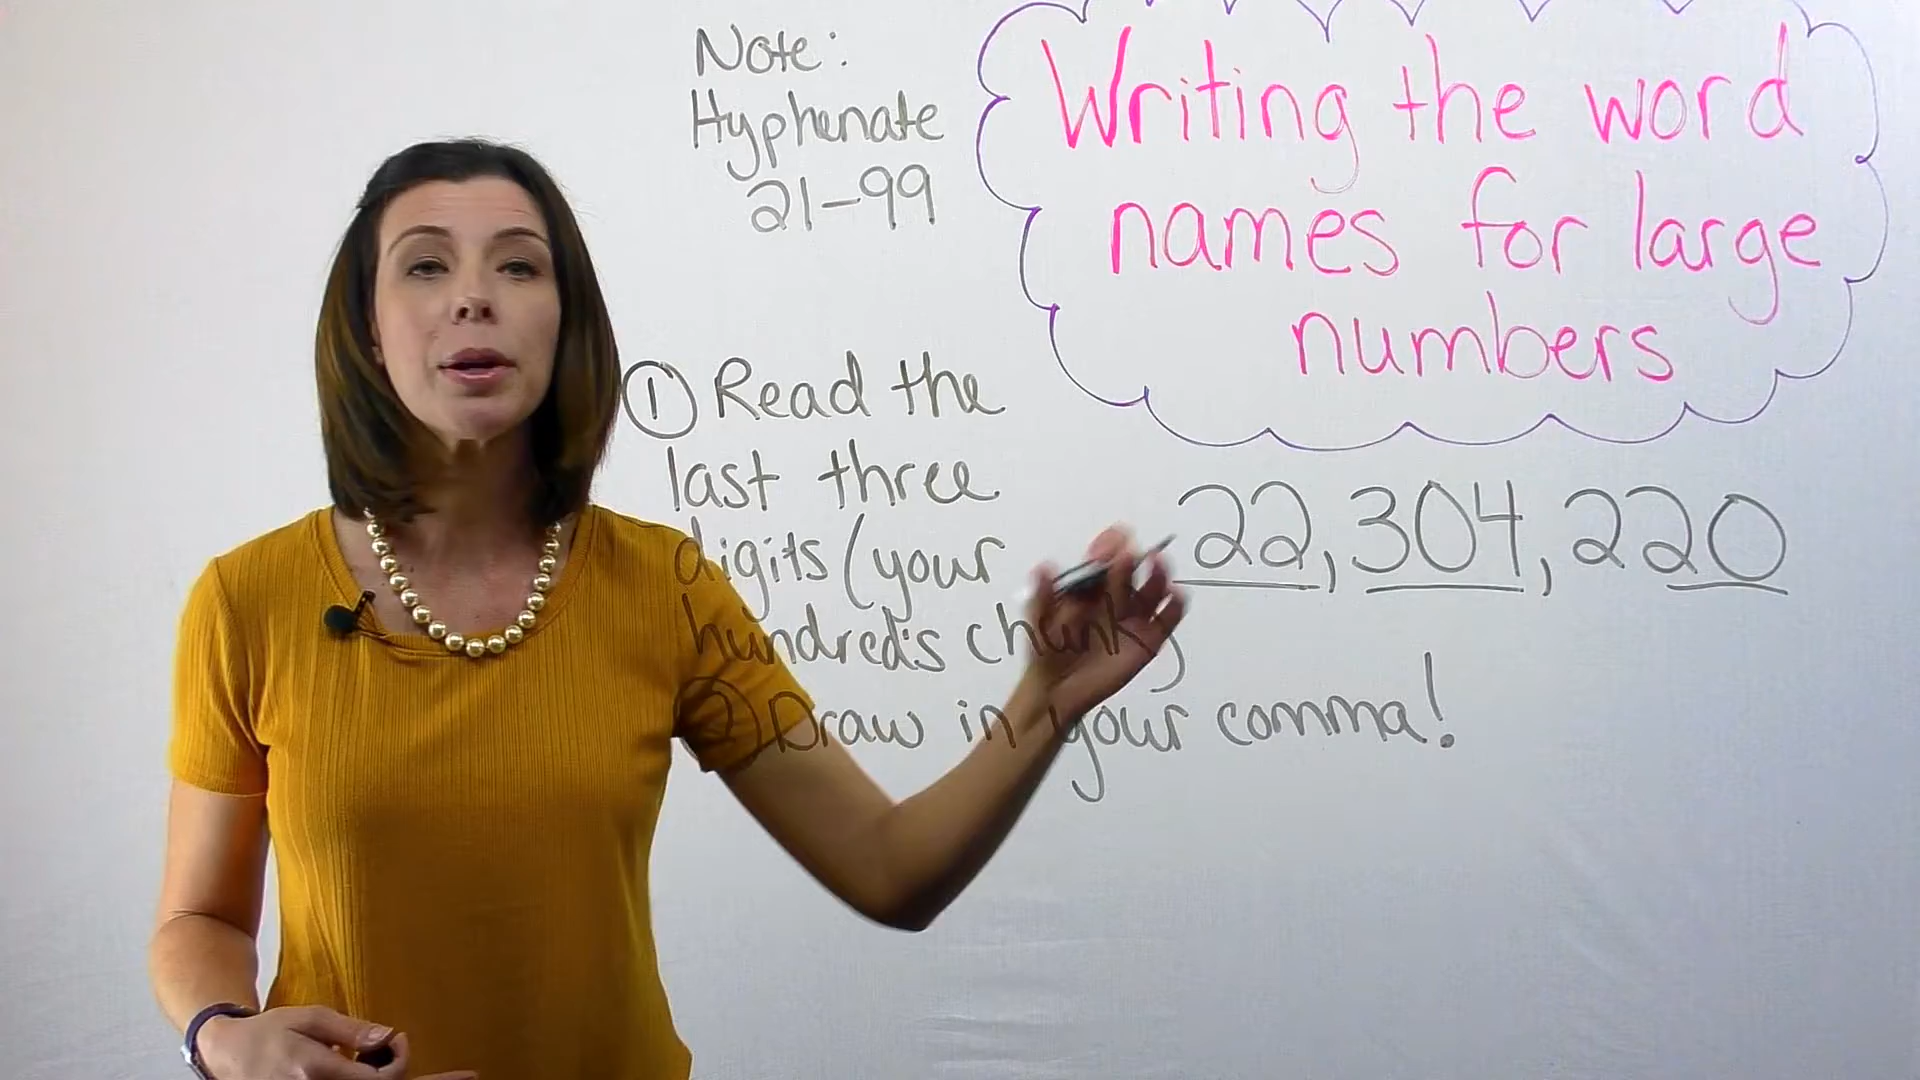 Note:
Hyphenate
21-99
Writing the word
names for large
numbers
① Read the
last three
digits (your
hundred's chunk)
② Draw in your comma!
22,304,220